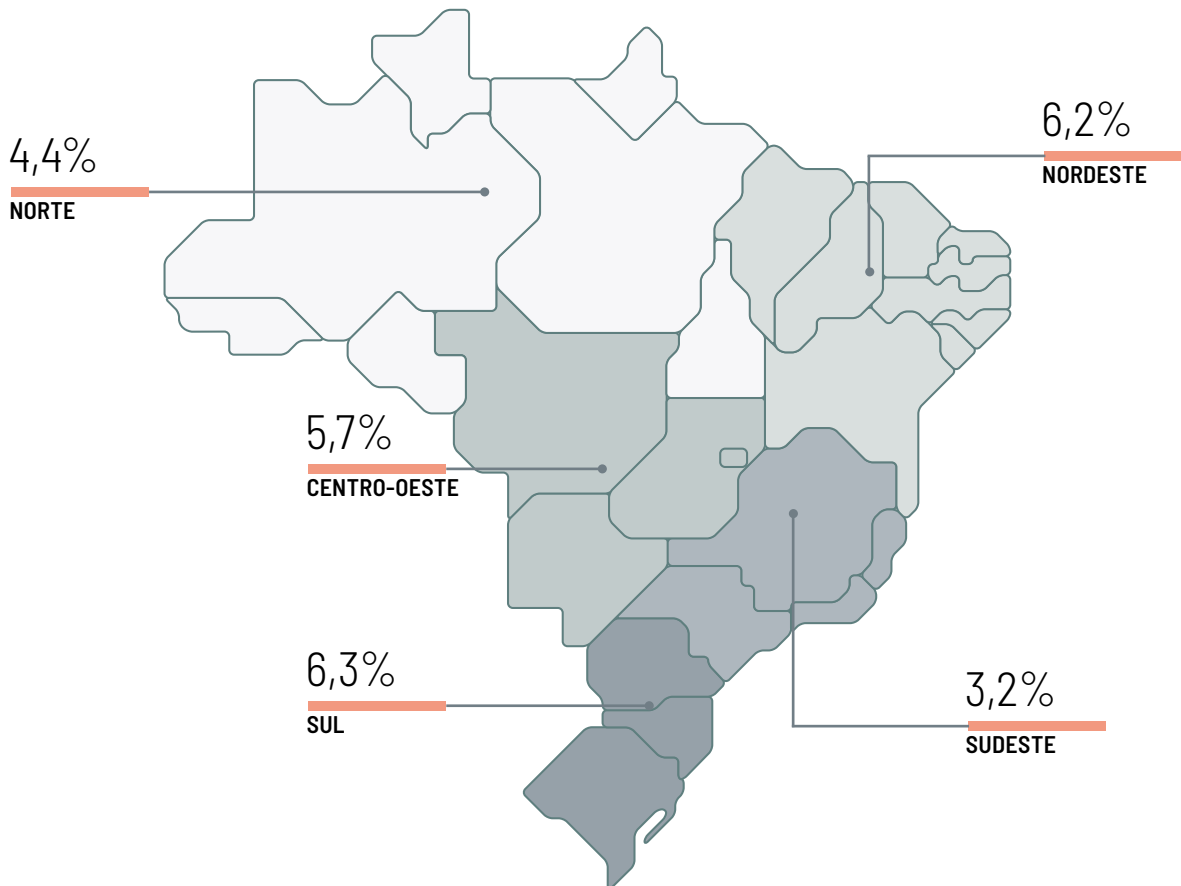 6,2%
NORDESTE
4,4%
NORTE
5,7%
CENTRO-OESTE
6,3%
SUL
3,2%
SUDESTE